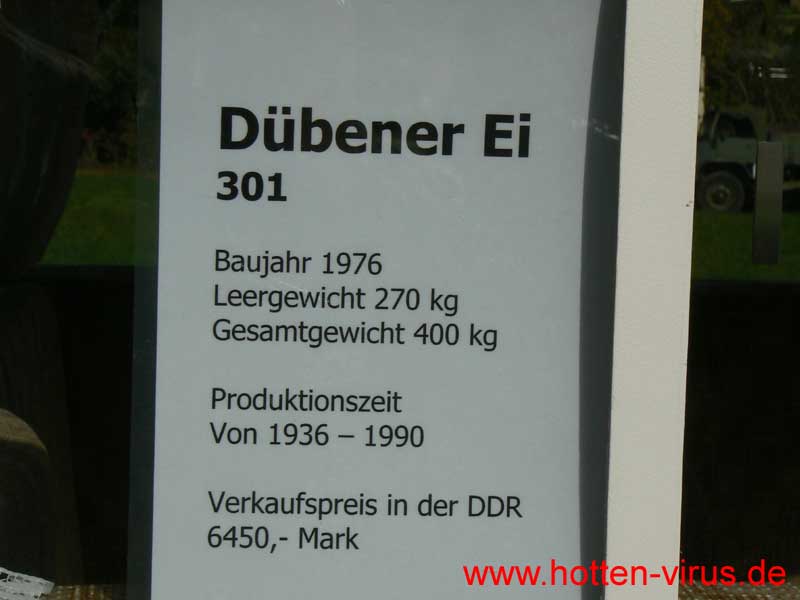 Dübener Ei
301
Baujahr 1976
Leergewicht 270 kg
Gesamtgewicht 400 kg
Produktionszeit
Von 1936 – 1990
Verkaufspreis in der DDR
6450,- Mark
www.hotten-virus.de